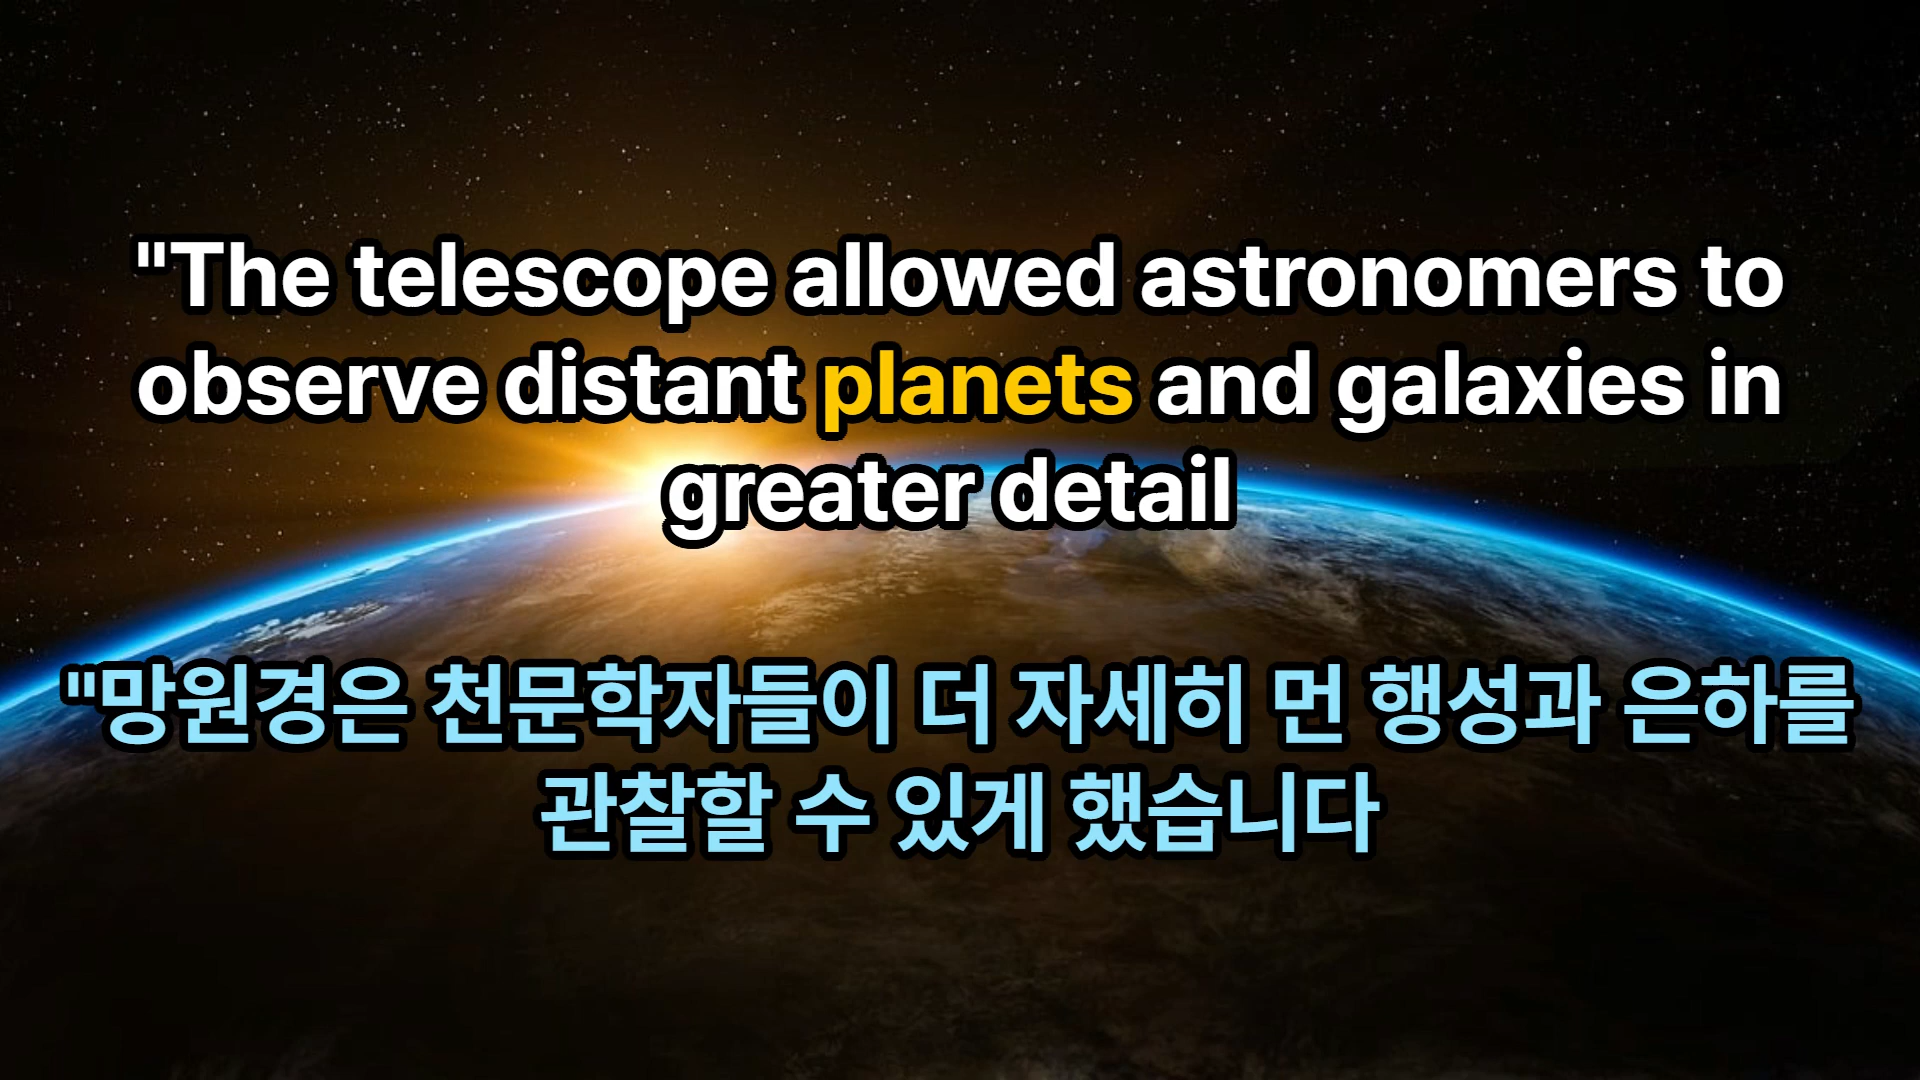 "The telescope allowed astronomers to
observe distant planets and galaxies in
greater detail
"망원경은 천문학자들이 더 자세히 먼 행성과 은하를
관찰할 수 있게 했습니다